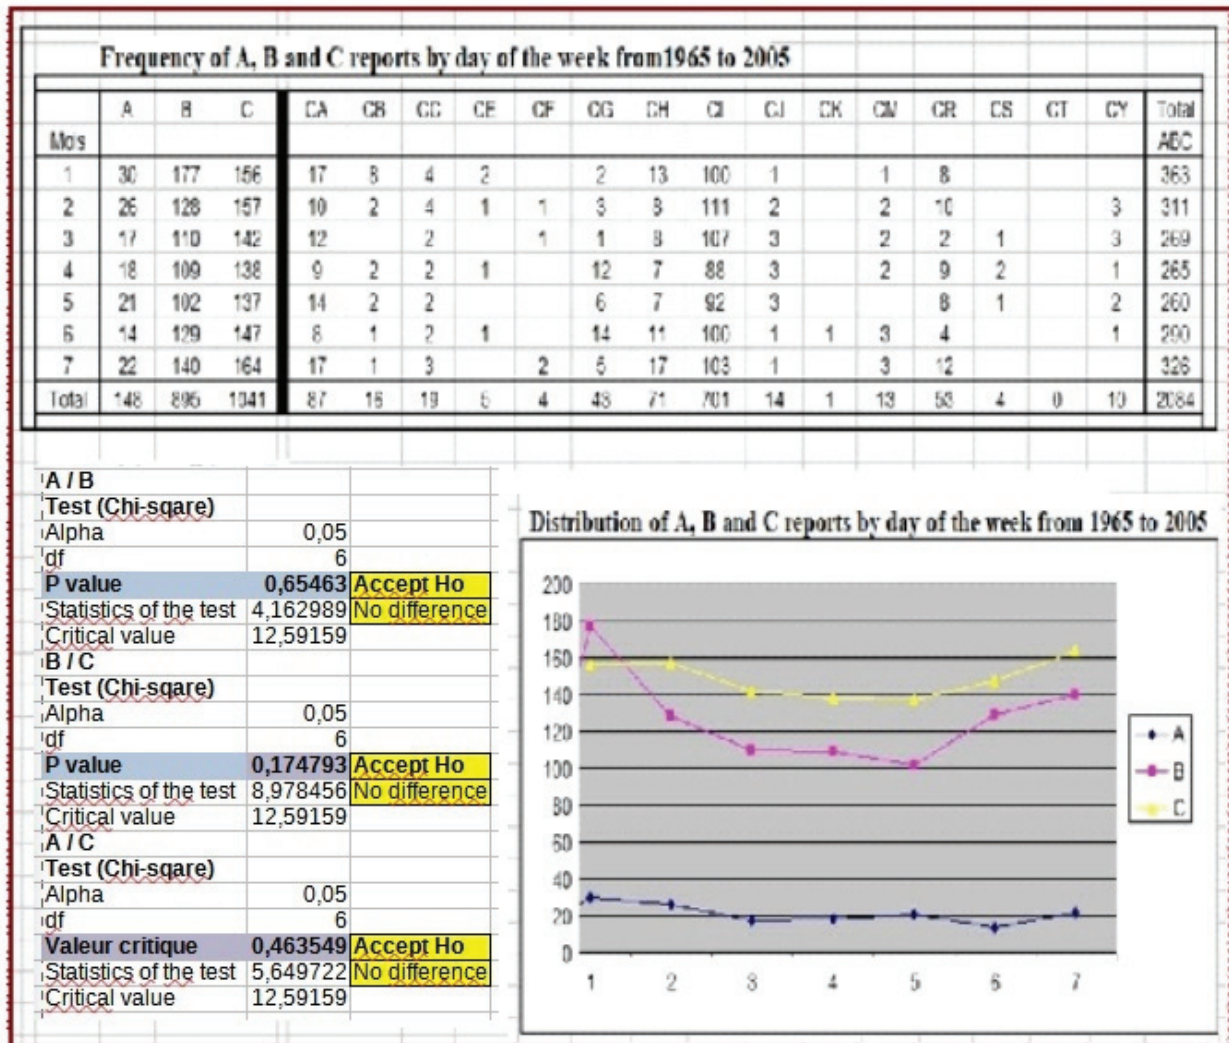 Frequency of A, B and C reports by day of the week from1965 to 2005
A B C CA CB CC CE CF CG CH CI CJ CK CM CR CS CT CY Total
Mois ABC
1 30 177 156 17 8 4 2 2 13 100 1 1 8 363
2 26 128 157 10 2 4 1 1 3 8 111 2 2 10 3 311
3 17 110 142 12 2 1 1 8 107 3 2 2 1 3 269
4 18 109 138 9 2 2 1 12 7 88 3 2 9 2 1 265
5 21 102 137 14 2 2 6 7 92 3 8 1 2 260
6 14 129 147 8 1 2 1 14 11 100 1 1 3 4 1 290
7 22 140 164 17 1 3 2 5 17 103 1 3 12 326
Total 148 895 1041 87 16 19 5 4 43 71 701 14 1 13 53 4 0 10 2084
A / B
Test (Chi-sqare)
Alpha 0,05
df 6
P value 0,65463 Accept Ho
Statistics of the test 4,162989 No difference
Critical value 12,59159
B / C
Test (Chi-sqare)
Alpha 0,05
df 6
P value 0,174793 Accept Ho
Statistics of the test 8,978456 No difference
Critical value 12,59159
A / C
Test (Chi-sqare)
Alpha 0,05
df 6
Valeur critique 0,463549 Accept Ho
Statistics of the test 5,649722 No difference
Critical value 12,59159
Distribution of A, B and C reports by day of the week from 1965 to 2005
200
180
160
140
120
100
80
60
40
20
0
1 2 3 4 5 6 7
A
B
C